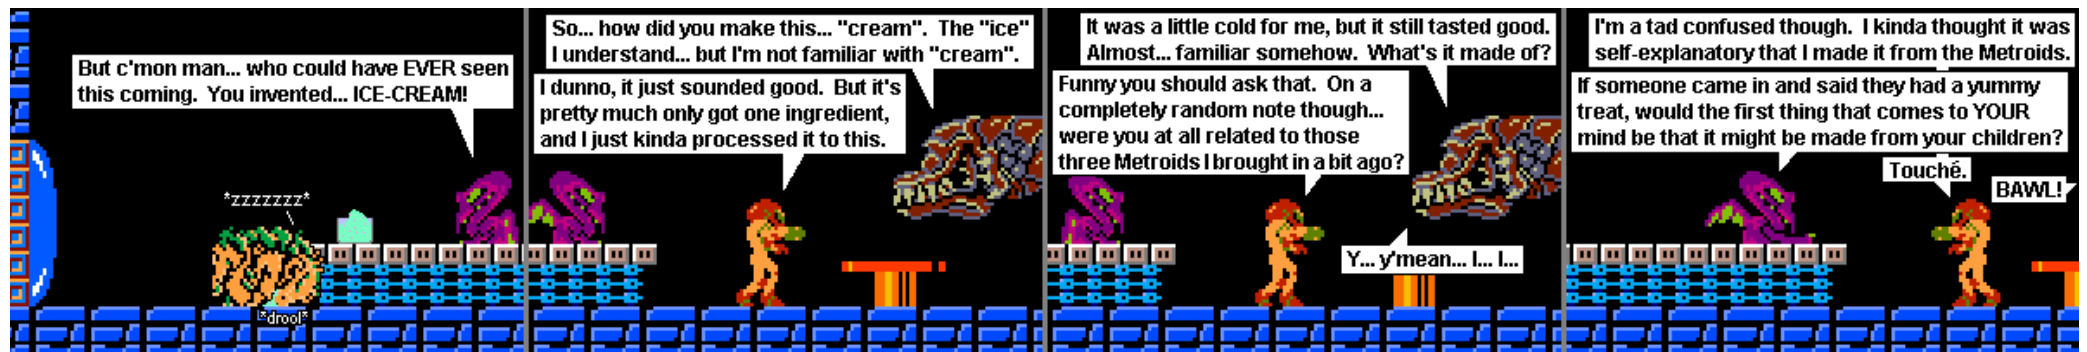 But c'mon man... who could have EVER seen
this coming.  You invented... ICE-CREAM!
*zzzzzzz*
*drool*
So... how did you make this... "cream".  The "ice"
I understand... but I'm not familiar with "cream".
I dunno, it just sounded good.  But it's
pretty much only got one ingredient,
and I just kinda processed it to this.
It was a little cold for me, but it still tasted good.
Almost... familiar somehow.  What's it made of?
Funny you should ask that.  On a
completely random note though...
were you at all related to those
three Metroids I brought in a bit ago?
Y... y'mean... I... I...
I'm a tad confused though.  I kinda thought it was
self-explanatory that I made it from the Metroids.
If someone came in and said they had a yummy
treat, would the first thing that comes to YOUR
mind be that it might be made from your children?
Touché.
BAWL!